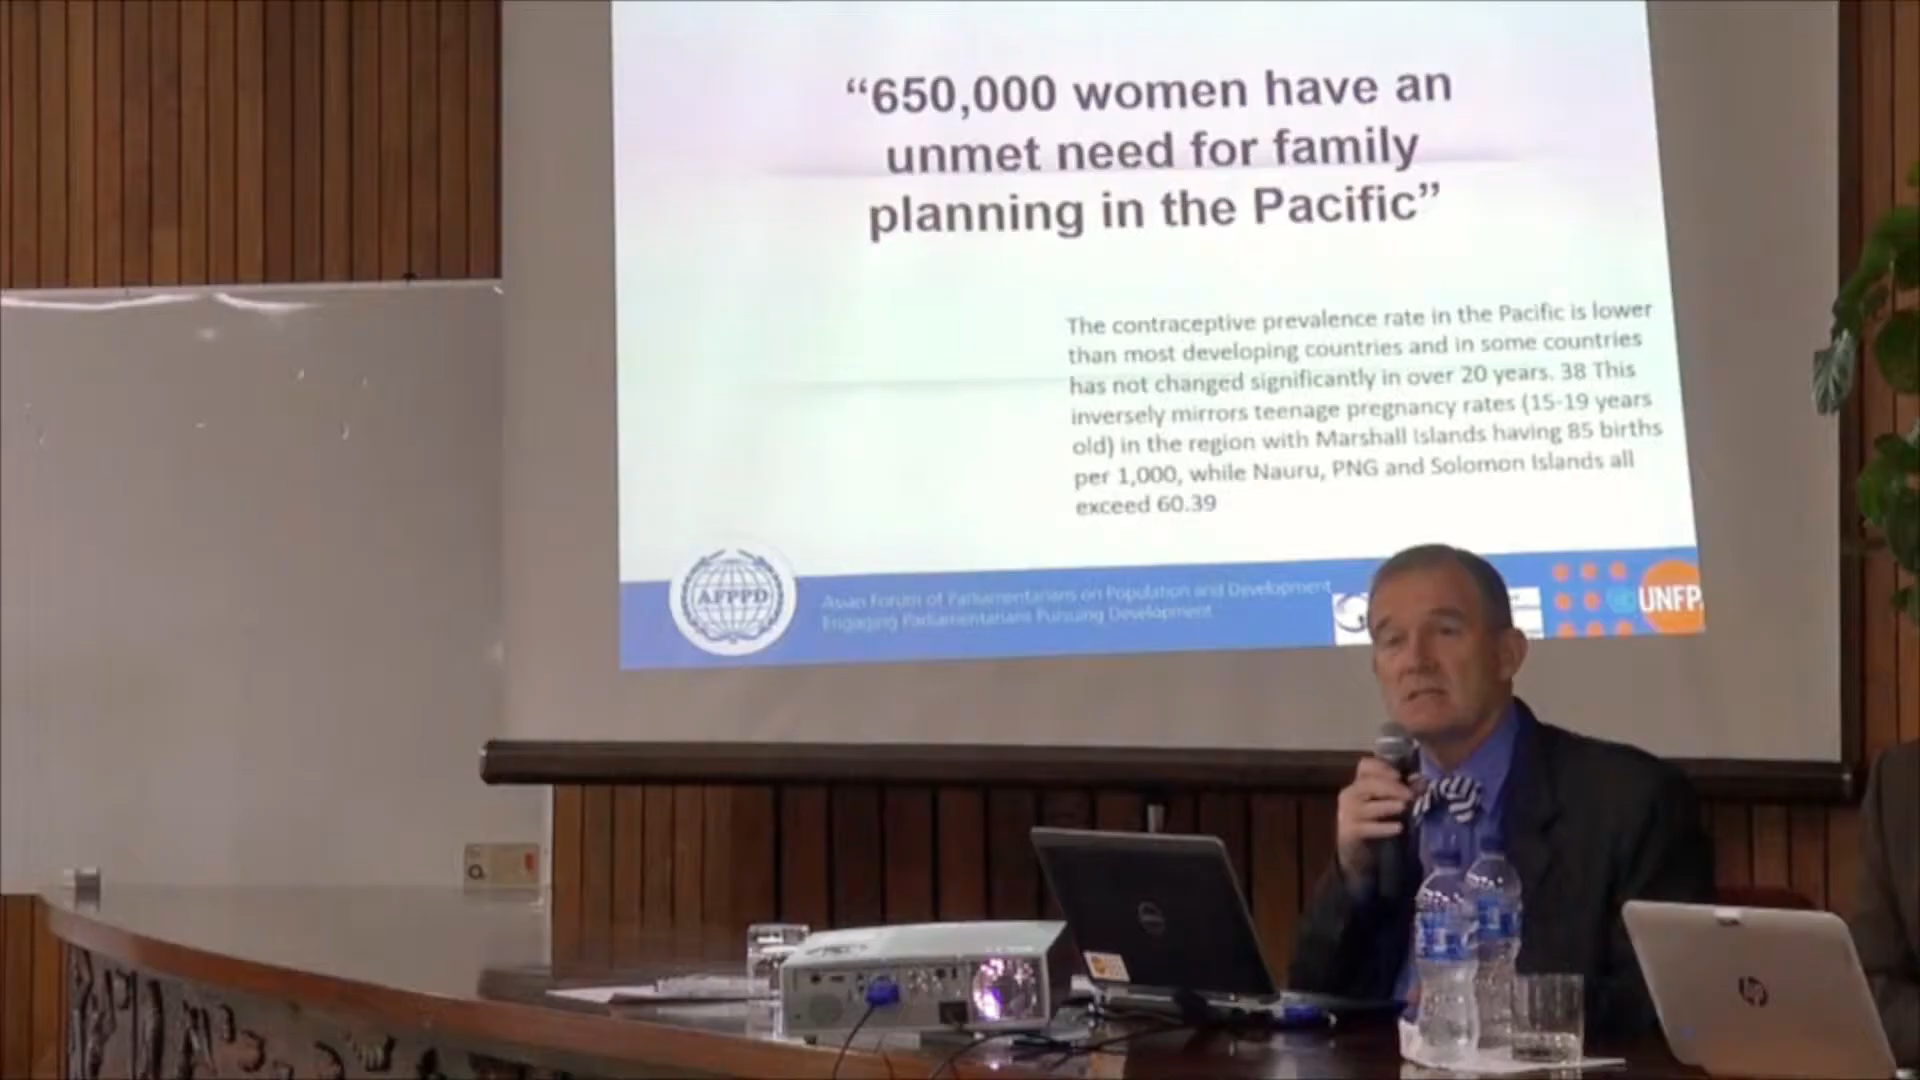 “650,000 women have an
unmet need for family
planning in the Pacific”
The contraceptive prevalence rate in the Pacific is lower
than most developing countries and in some countries
has not changed significantly in over 20 years. 38 This
inversely mirrors teenage pregnancy rates (15-19 years
old) in the region with Marshall Islands having 85 births
per 1,000, while Nauru, PNG and Solomon Islands all
exceed 60.39
AFPPD
Asian Forum of Parliamentarians on Population and Development
Engaging Parliamentarians Pursuing Development
UNFP
DELL
hp